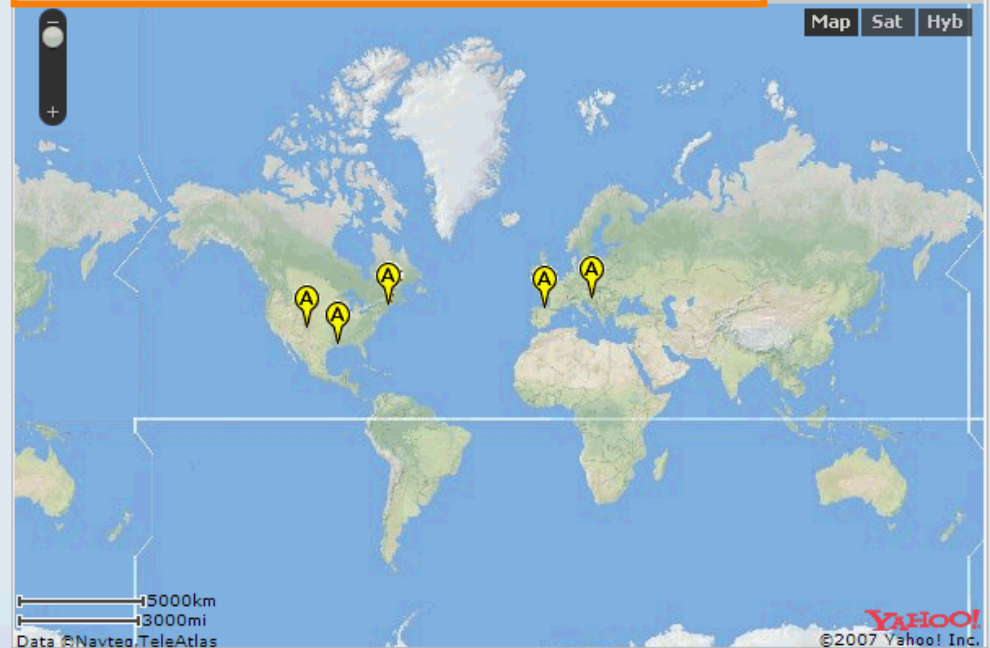 Map Sat Hyb
A
A
A
A
A
5000km
3000mi
YAHOO!
Data ©Navteq,TeleAtlas
©2007 Yahoo! Inc.